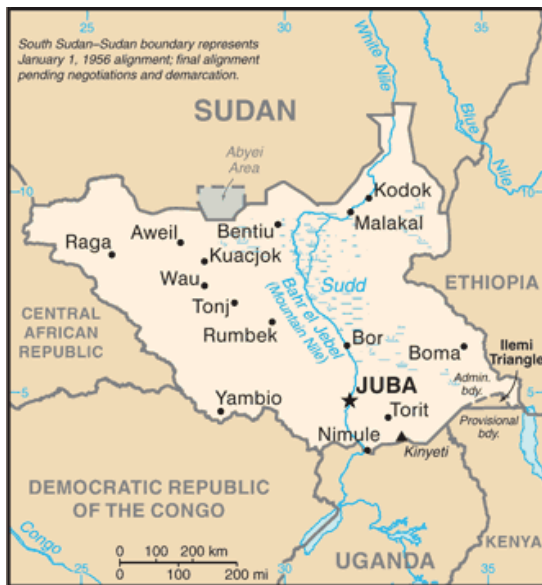 25
30
35
South Sudan–Sudan boundary represents
January 1, 1956 alignment; final alignment
pending negotiations and demarcation.
White Nile
Blue
Nile
SUDAN
Abyei
Area
10
10
Kodok
Malakal
Bentiu
Aweil
Raga
Kuacjok
Wau
Tonj
Rumbek
Sudd
Bahr el Jebel
(Mountain Nile)
ETHIOPIA
CENTRAL
AFRICAN
REPUBLIC
Bor
Boma
Ilemi
Triangle
Admin.
bdy.
5
5
JUBA
Yambio
Torit
Provisional
bdy.
Nimule
Kinyeti
DEMOCRATIC REPUBLIC
OF THE CONGO
Congo
UGANDA
KENYA
0 100 200 km
0 100 200 mi
25
30
35